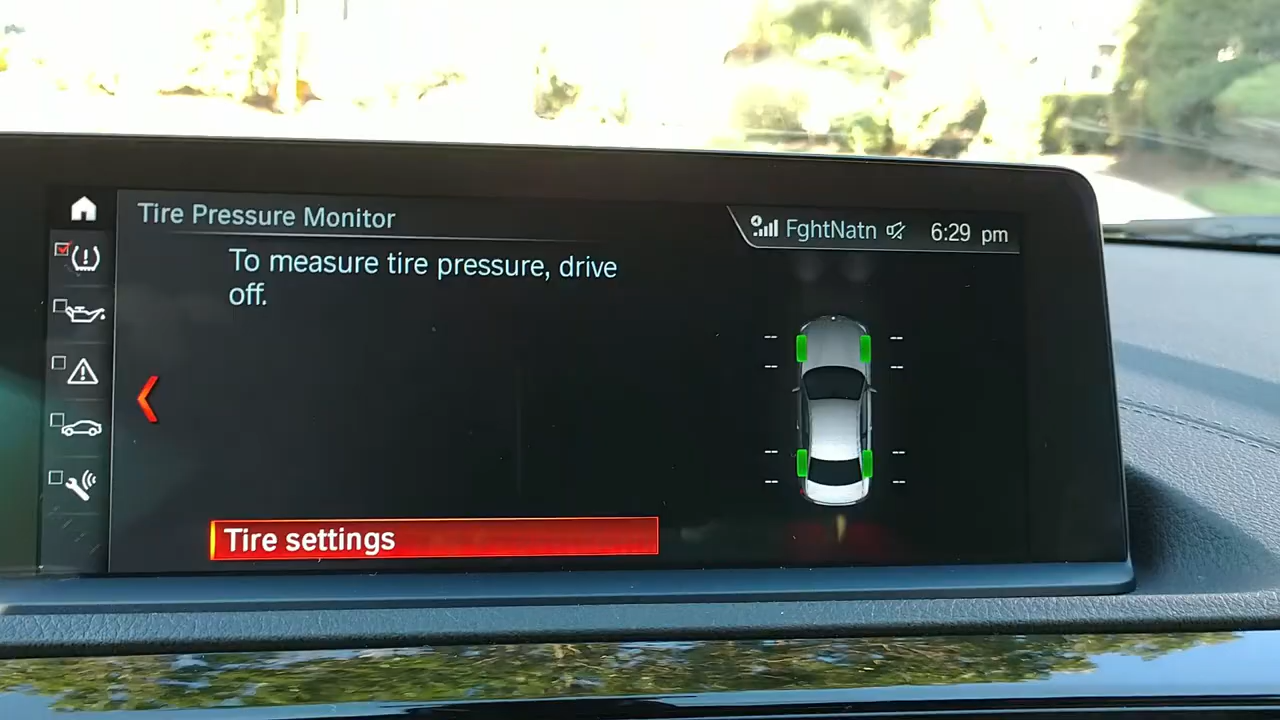 Tire Pressure Monitor
FghtNatn 6:29 pm
To measure tire pressure, drive
off.
-- --
-- --
-- --
-- --
Tire settings